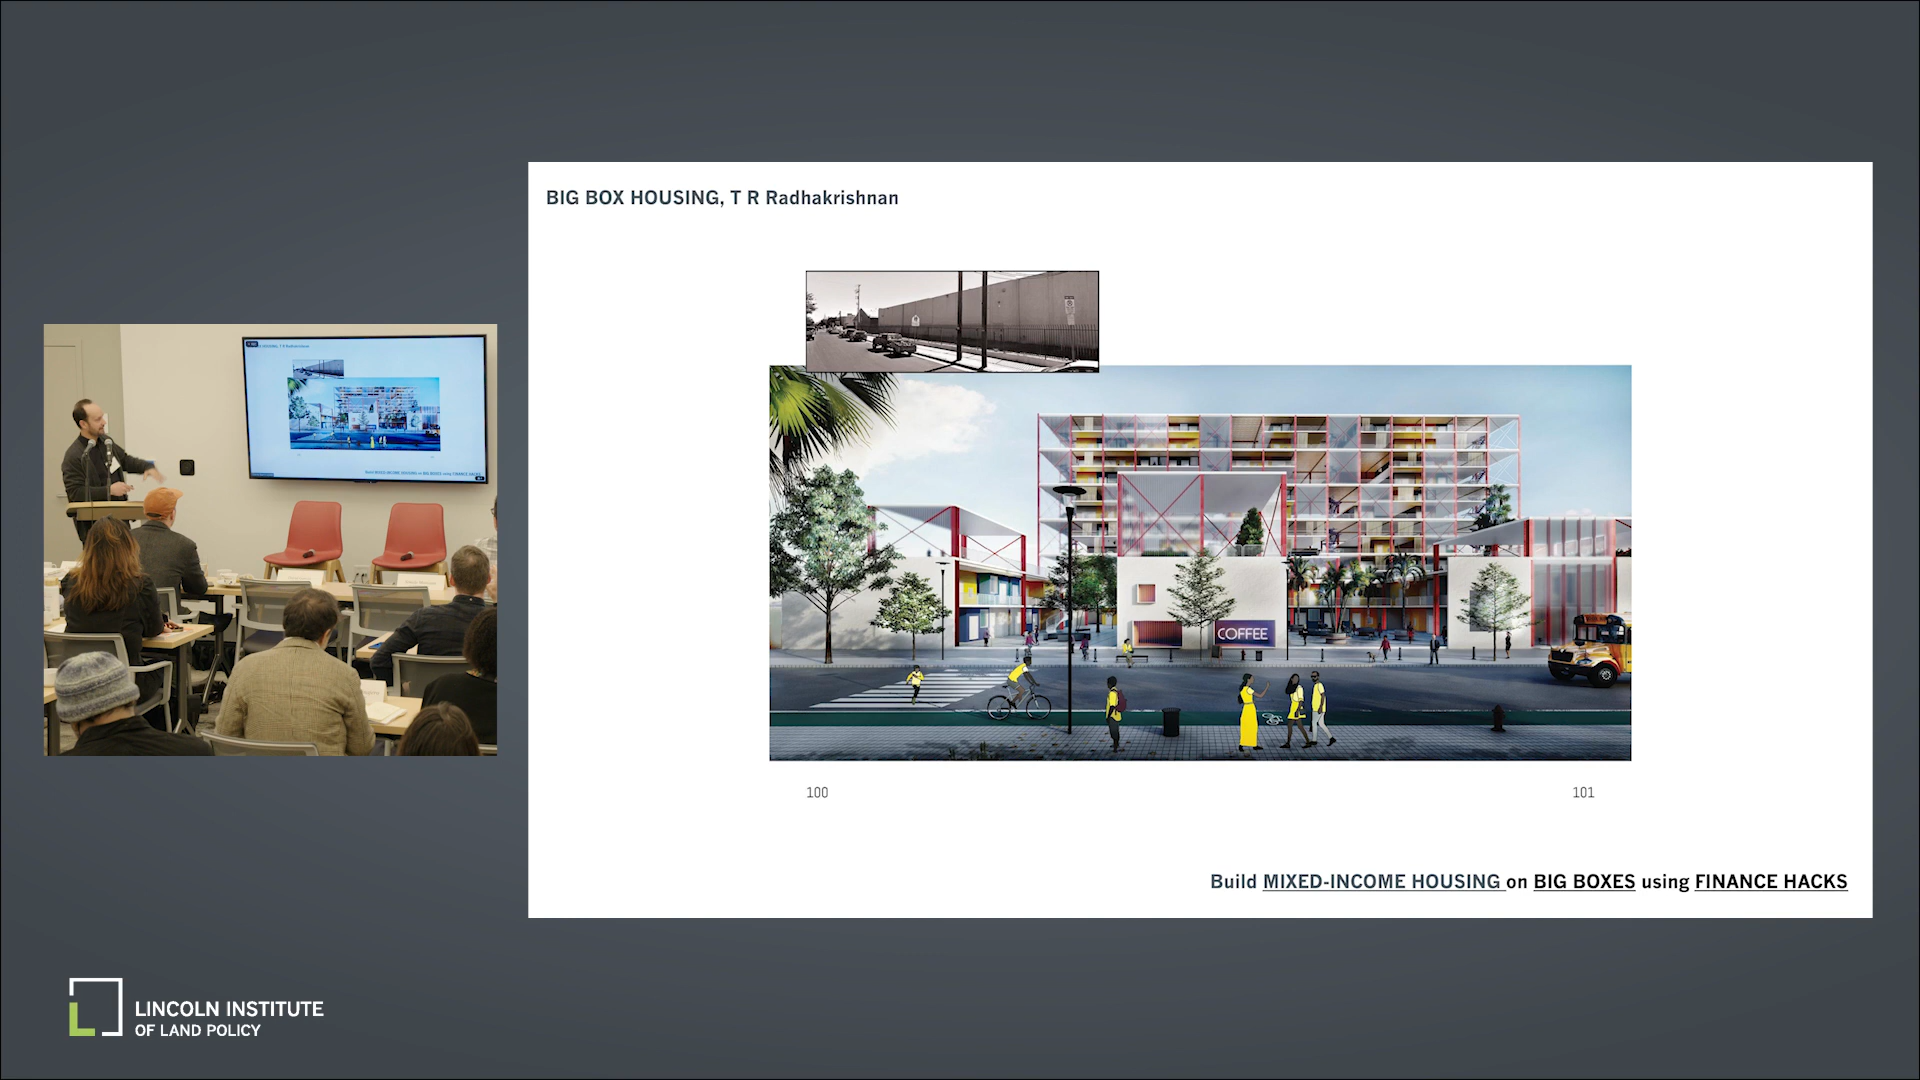 BIG BOX HOUSING, T R Radhakrishnan
COFFEE
100
101
Build MIXED-INCOME HOUSING on BIG BOXES using FINANCE HACKS
LINCOLN INSTITUTE
OF LAND POLICY